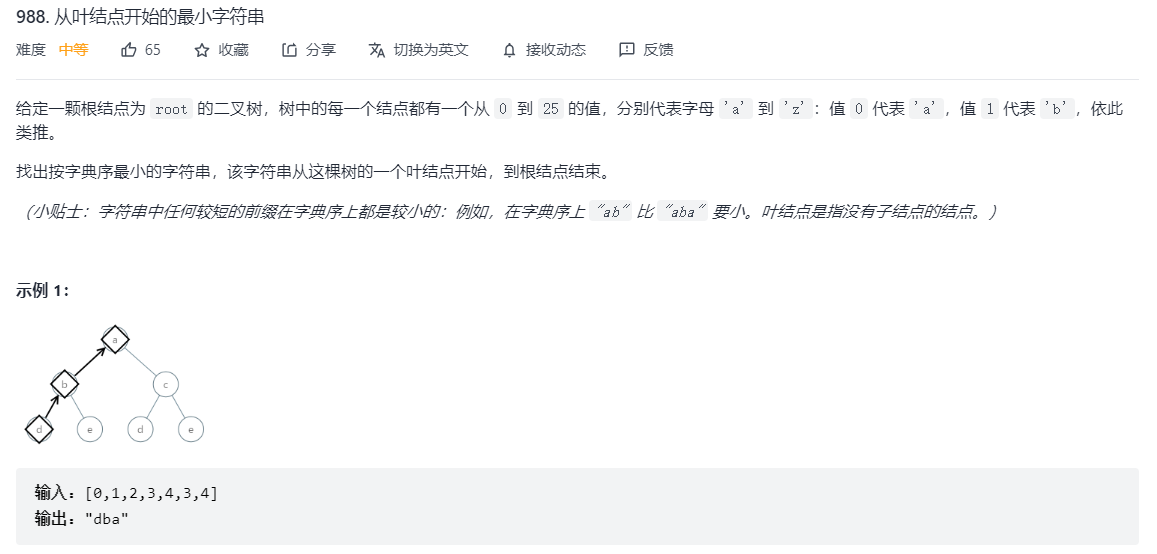 988. 从叶结点开始的最小字符串
难度 中等 65 收藏 分享 切换为英文 接收动态 反馈
给定一颗根结点为 root 的二叉树，树中的每一个结点都有一个从 0 到 25 的值，分别代表字母 'a' 到 'z'：值 0 代表 'a'，值 1 代表 'b'，依此
类推。
找出按字典序最小的字符串，该字符串从这棵树的一个叶结点开始，到根结点结束。
（小贴士：字符串中任何较短的前缀在字典序上都是较小的：例如，在字典序上 "ab" 比 "aba" 要小。叶结点是指没有子结点的结点。）
示例 1：
a
b c
d e d e
输入：[0,1,2,3,4,3,4]
输出："dba"